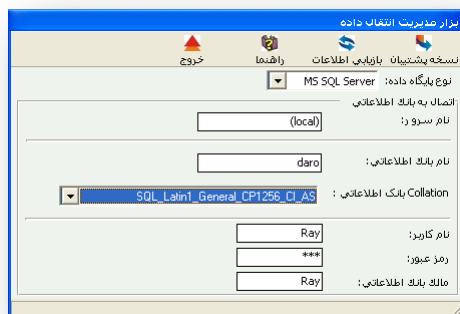 بزار مدیریت انتقال داده
نسخه پشتیبان بازیابی اطلاعات راهنما خروج
نوع پایگاه داده: MS SQL Server
اتصال به بانک اطلاعاتی
نام سرور: (local)
نام بانک اطلاعاتی: daro
Collation بانک اطلاعاتی : SQL_Latin1_General_CP1256_CI_AS
نام کاربر: Ray
رمز عبور: ***
مالک بانک اطلاعاتی: Ray